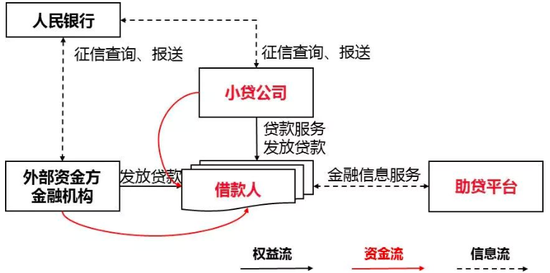 人民银行
征信查询、报送
征信查询、报送
小贷公司
贷款服务
发放贷款
外部资金方
金融机构
发放贷款
借款人
金融信息服务
助贷平台
权益流
资金流
信息流